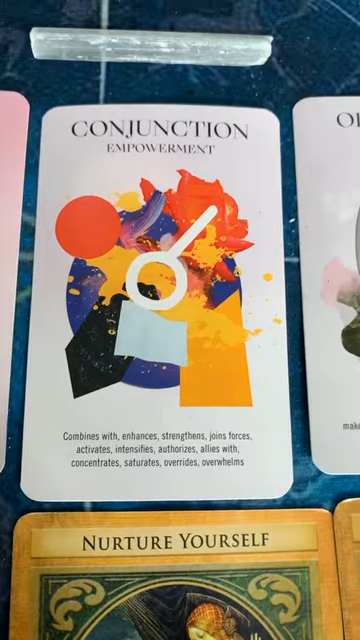 CONJUNCTION
EMPOWERMENT
Combines with, enhances, strengthens, joins forces,
activates, intensifies, authorizes, allies with,
concentrates, saturates, overrides, overwhelms
NURTURE YOURSELF